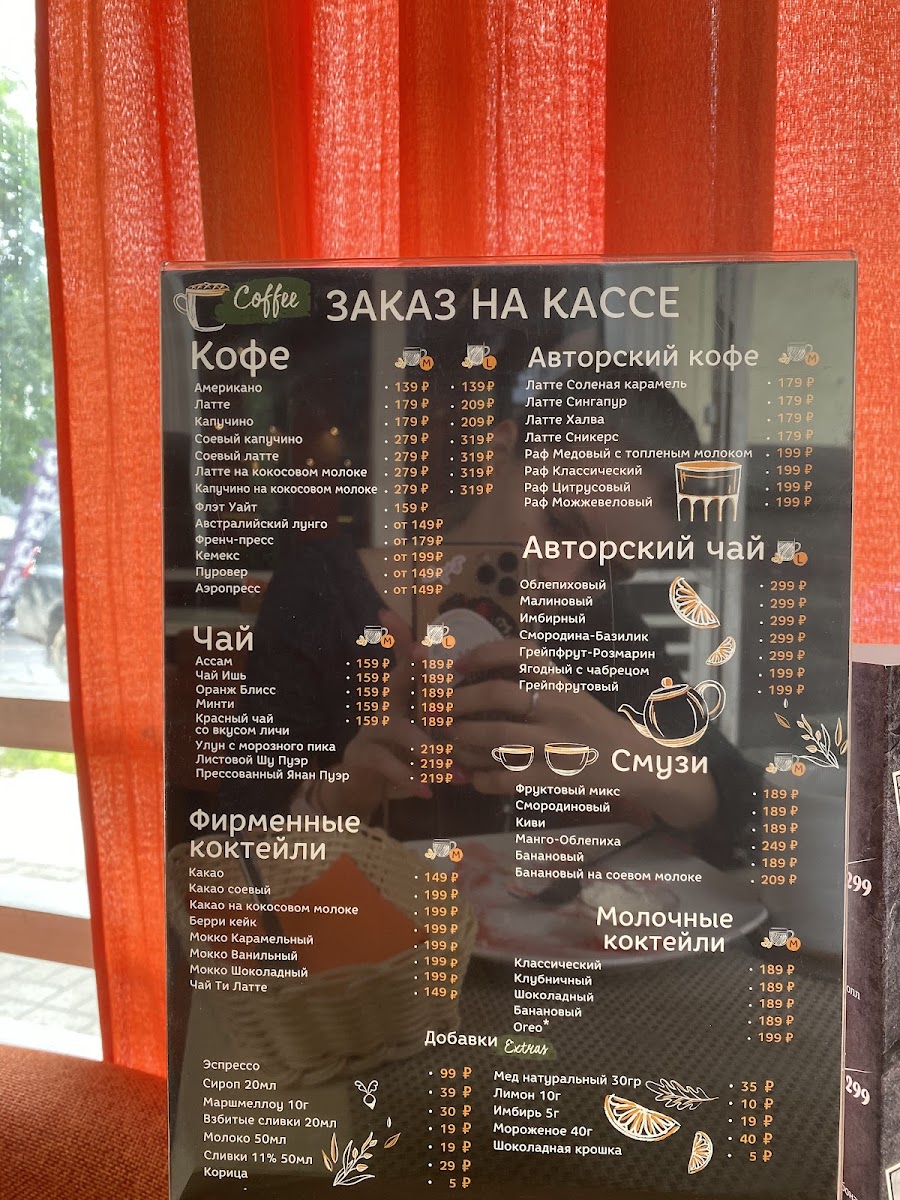 Coffee
ЗАКАЗ НА КАССЕ
Кофе M L
Американо 139 ₽ 139 ₽
Латте 179 ₽ 209 ₽
Капучино 179 ₽ 209 ₽
Соевый капучино 279 ₽ 319 ₽
Соевый латте 279 ₽ 319 ₽
Латте на кокосовом молоке 279 ₽ 319 ₽
Капучино на кокосовом молоке 279 ₽ 319 ₽
Флэт Уайт 159 ₽
Австралийский лунго от 149 ₽
Френч-пресс от 179 ₽
Кемекс от 199 ₽
Пуровер от 149 ₽
Аэропресс от 149 ₽
Чай M L
Ассам 159 ₽ 189 ₽
Чай Ишь 159 ₽ 189 ₽
Оранж Блисс 159 ₽ 189 ₽
Минти 159 ₽ 189 ₽
Красный чай 159 ₽ 189 ₽
со вкусом личи
Улун с морозного пика 219 ₽
Листовой Шу Пуэр 219 ₽
Прессованный Янан Пуэр 219 ₽
Фирменные
коктейли M
Какао 149 ₽
Какао соевый 199 ₽
Какао на кокосовом молоке 199 ₽
Берри кейк 199 ₽
Мокко Карамельный 199 ₽
Мокко Ванильный 199 ₽
Мокко Шоколадный 199 ₽
Чай Ти Латте 149 ₽
Авторский кофе M
Латте Соленая карамель 179 ₽
Латте Сингапур 179 ₽
Латте Халва 179 ₽
Латте Сникерс 179 ₽
Раф Медовый с топленым молоком 199 ₽
Раф Классический 199 ₽
Раф Цитрусовый 199 ₽
Раф Можжевеловый 199 ₽
Авторский чай L
Облепиховый 299 ₽
Малиновый 299 ₽
Имбирный 299 ₽
Смородина-Базилик 299 ₽
Грейпфрут-Розмарин 299 ₽
Ягодный с чабрецом 199 ₽
Грейпфрутовый 199 ₽
Смузи M
Фруктовый микс 189 ₽
Смородиновый 189 ₽
Киви 189 ₽
Манго-Облепиха 249 ₽
Банановый 189 ₽
Банановый на соевом молоке 209 ₽
Молочные
коктейли M
Классический 189 ₽
Клубничный 189 ₽
Шоколадный 189 ₽
Банановый 189 ₽
Oreo* 199 ₽
Добавки Extras
Эспрессо 99 ₽
Сироп 20мл 39 ₽
Маршмеллоу 10г 30 ₽
Взбитые сливки 20мл 19 ₽
Молоко 50мл 19 ₽
Сливки 11% 50мл 29 ₽
Корица 5 ₽
Мед натуральный 30гр 35 ₽
Лимон 10г 10 ₽
Имбирь 5г 19 ₽
Мороженое 40г 40 ₽
Шоколадная крошка 5 ₽
299
299